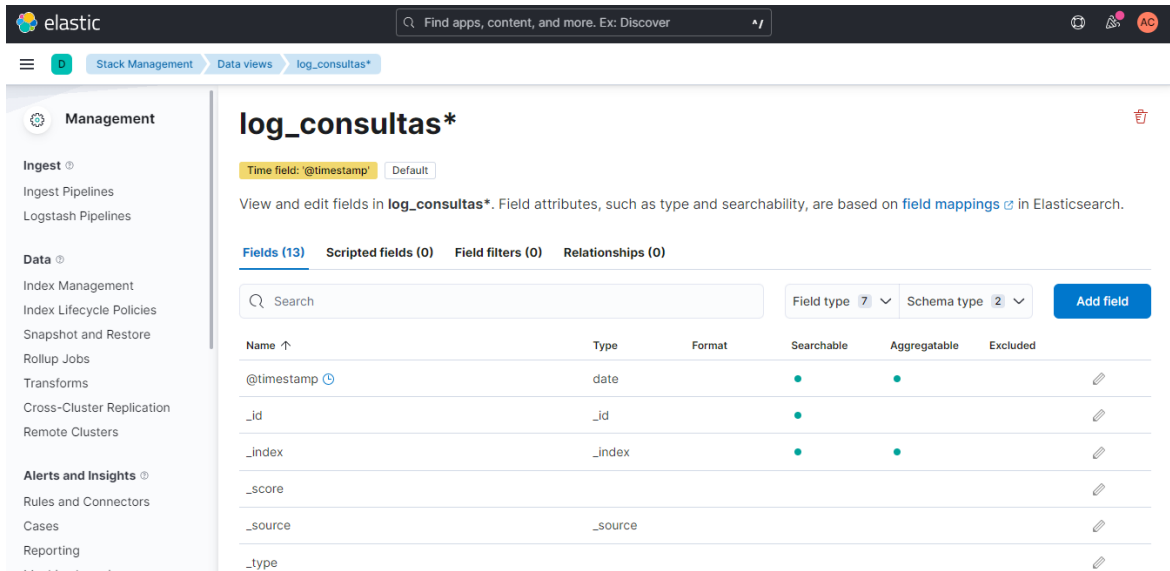 elastic
Find apps, content, and more. Ex: Discover
^/
AC
D
Stack Management
Data views
log_consultas*
Management
Ingest
Ingest Pipelines
Logstash Pipelines
Data
Index Management
Index Lifecycle Policies
Snapshot and Restore
Rollup Jobs
Transforms
Cross-Cluster Replication
Remote Clusters
Alerts and Insights
Rules and Connectors
Cases
Reporting
log_consultas*
Time field: '@timestamp' Default
View and edit fields in log_consultas*. Field attributes, such as type and searchability, are based on field mappings in Elasticsearch.
Fields (13) Scripted fields (0) Field filters (0) Relationships (0)
Search
Field type 7 Schema type 2
Add field
Name Type Format Searchable Aggregatable Excluded
@timestamp date
_id _id
_index _index
_score
_source _source
_type